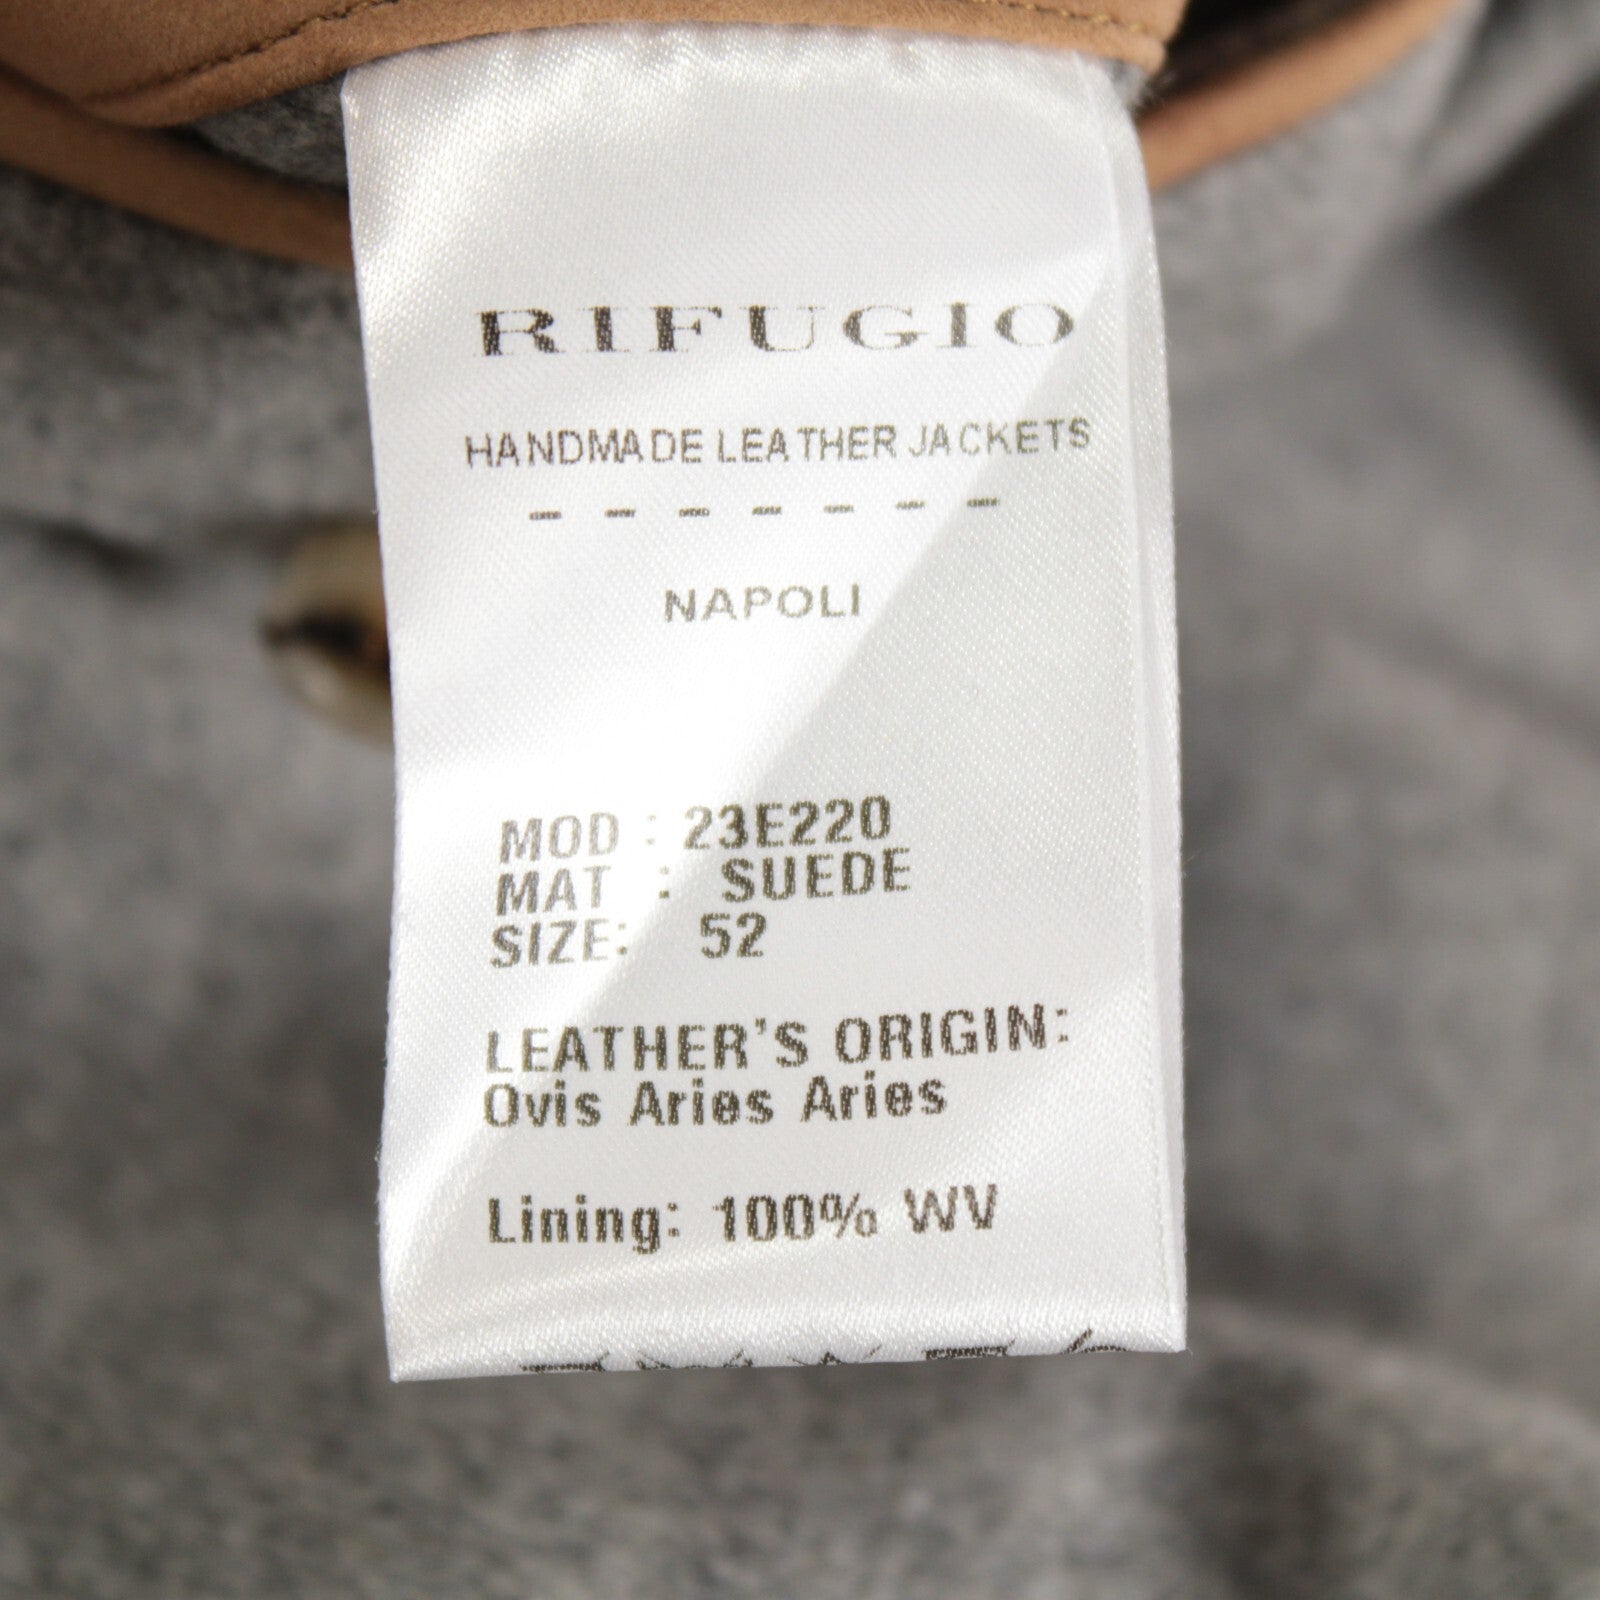 RIFUGIO
HANDMADE LEATHER JACKETS
- - - - - - -
NAPOLI
MOD : 23E220
MAT : SUEDE
SIZE: 52
LEATHER'S ORIGIN:
Ovis Aries Aries
Lining: 100% WV